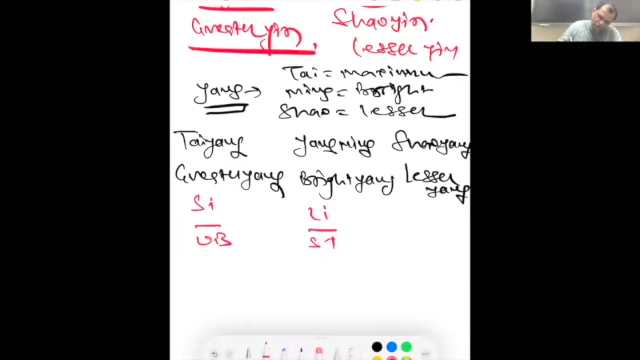 Greater yin. Shaoyin.
Lesser yin
Tai = maximum
Yang → Ming = Bright
Shao = lesser
Taiyang Yangming Shaoyang
Greater yang Bright yang Lesser yang
Si Li
UB ST